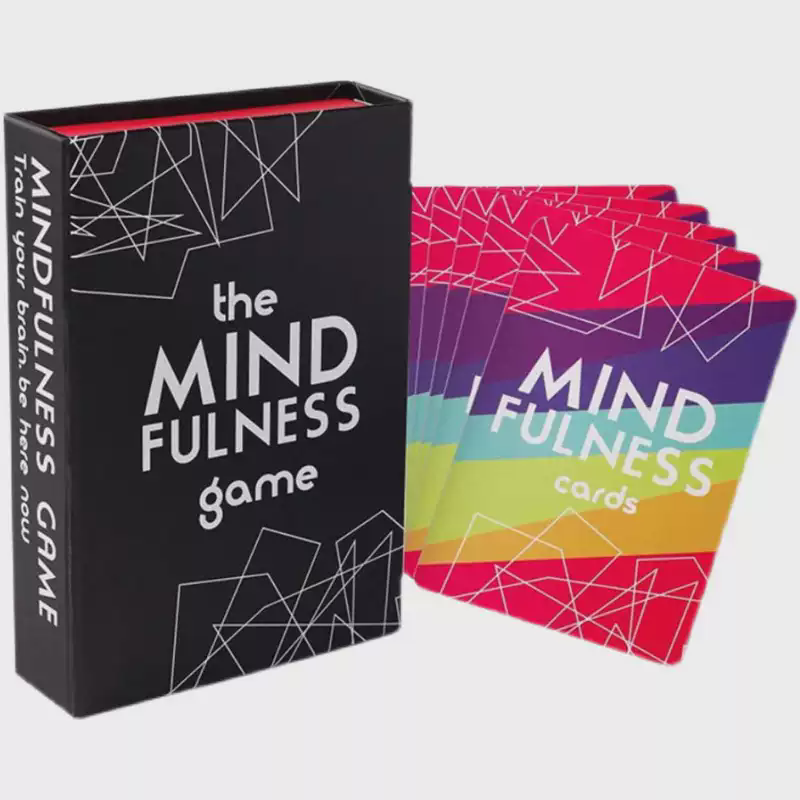 MINDFULNESS GAME
Train your brain. be here now
the
MIND
FULNESS
game
MIND
FULNESS
cards